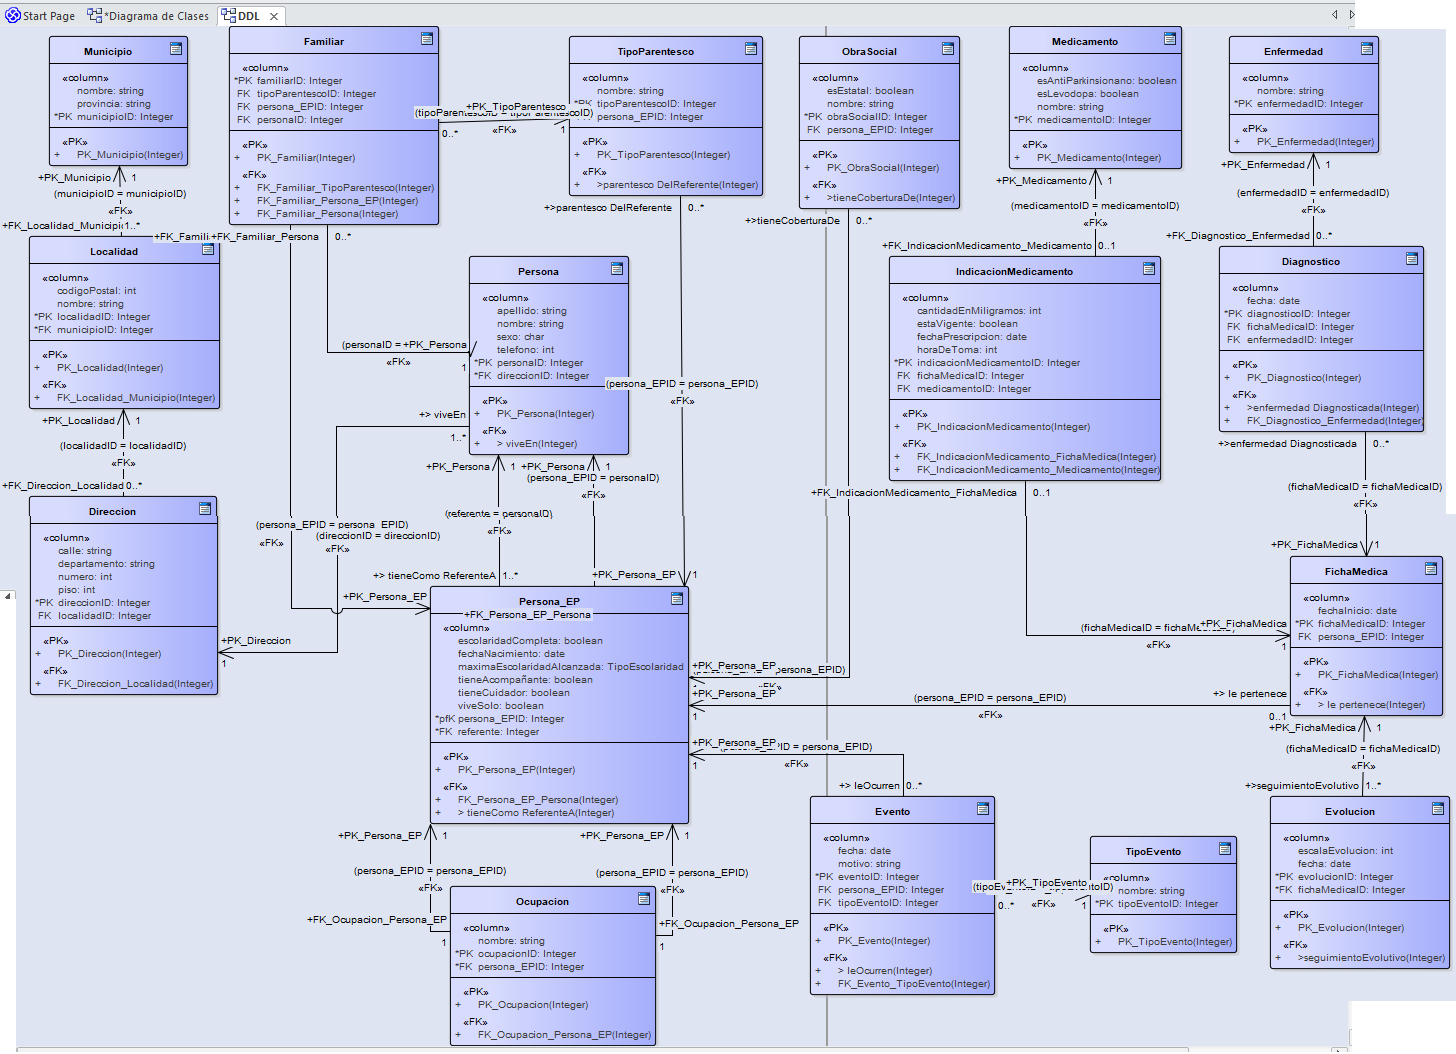 Start Page
*Diagrama de Clases
DDL
Municipio
«column»
nombre: string
provincia: string
*PK municipioID: Integer
«PK»
+ PK_Municipio(Integer)
+PK_Municipio 1
(municipioID = municipioID)
«FK»
+FK_Localidad_Municipio 1..*
Localidad
«column»
codigoPostal: int
nombre: string
*PK localidadID: Integer
*FK municipioID: Integer
«PK»
+ PK_Localidad(Integer)
«FK»
+ FK_Localidad_Municipio(Integer)
+PK_Localidad 1
(localidadID = localidadID)
«FK»
+FK_Direccion_Localidad 0..*
Direccion
«column»
calle: string
departamento: string
numero: int
piso: int
*PK direccionID: Integer
FK localidadID: Integer
«PK»
+ PK_Direccion(Integer)
«FK»
+ FK_Direccion_Localidad(Integer)
+PK_Direccion
1
Familiar
«column»
*PK familiarID: Integer
FK tipoParentescoID: Integer
FK persona_EPID: Integer
FK personaID: Integer
«PK»
+ PK_Familiar(Integer)
«FK»
+ FK_Familiar_TipoParentesco(Integer)
+ FK_Familiar_Persona_EP(Integer)
+ FK_Familiar_Persona(Integer)
+FK_Famili
+FK_Familiar_Persona 0..*
+PK_TipoParentesco
0..* «FK» 1
TipoParentesco
«column»
nombre: string
*PK tipoParentescoID: Integer
persona_EPID: Integer
«PK»
+ PK_TipoParentesco(Integer)
«FK»
+ >parentesco DelReferente(Integer)
+>parentesco DelReferente 0..*
(persona_EPID = persona_EPID)
«FK»
(personaID = +PK_Persona
«FK» 1
Persona
«column»
apellido: string
nombre: string
sexo: char
telefono: int
*PK personaID: Integer
*FK direccionID: Integer
«PK»
+ PK_Persona(Integer)
«FK»
+ > viveEn(Integer)
+> viveEn
1..*
+PK_Persona 1
+PK_Persona 1
(persona_EPID = personaID)
«FK»
(referente = personaID)
«FK»
(persona_EPID = persona_EPID)
«FK»
(direccionID = direccionID)
«FK»
+> tieneComo ReferenteA 1..*
+PK_Persona_EP 1
+PK_Persona_EP
Persona_EP
+FK_Persona_EP_Persona
«column»
escolaridadCompleta: boolean
fechaNacimiento: date
maximaEscolaridadAlcanzada: TipoEscolaridad
tieneAcompañante: boolean
tieneCuidador: boolean
viveSolo: boolean
*pfK persona_EPID: Integer
*FK referente: Integer
«PK»
+ PK_Persona_EP(Integer)
«FK»
+ FK_Persona_EP_Persona(Integer)
+ > tieneComo ReferenteA(Integer)
+PK_Persona_EP 1
+PK_Persona_EP 1
(persona_EPID = persona_EPID)
«FK»
(persona_EPID = persona_EPID)
«FK»
+FK_Ocupacion_Persona_EP
1
+FK_Ocupacion_Persona_EP
1
Ocupacion
«column»
nombre: string
*PK ocupacionID: Integer
*FK persona_EPID: Integer
«PK»
+ PK_Ocupacion(Integer)
«FK»
+ FK_Ocupacion_Persona_EP(Integer)
ObraSocial
«column»
esEstatal: boolean
nombre: string
*PK obraSocialID: Integer
FK persona_EPID: Integer
«PK»
+ PK_ObraSocial(Integer)
«FK»
+ >tieneCoberturaDe(Integer)
+>tieneCoberturaDe 0..*
+PK_Persona_EP
persona_EPID)
«FK»
+PK_Persona_EP
1
(persona_EPID = persona_EPID)
«FK»
+PK_Persona_EP
= persona_EPID)
1 «FK»
+> leOcurren 0..*
Evento
«column»
fecha: date
motivo: string
*PK eventoID: Integer
FK persona_EPID: Integer
FK tipoEventoID: Integer
«PK»
+ PK_Evento(Integer)
«FK»
+ > leOcurren(Integer)
+ FK_Evento_TipoEvento(Integer)
+PK_TipoEvento
0..* «FK» 1
TipoEvento
«column»
nombre: string
*PK tipoEventoID: Integer
«PK»
+ PK_TipoEvento(Integer)
Medicamento
«column»
esAntiParkinsionano: boolean
esLevodopa: boolean
nombre: string
*PK medicamentoID: Integer
«PK»
+ PK_Medicamento(Integer)
+PK_Medicamento 1
(medicamentoID = medicamentoID)
«FK»
+FK_IndicacionMedicamento_Medicamento 0..1
IndicacionMedicamento
«column»
cantidadEnMiligramos: int
estaVigente: boolean
fechaPrescripcion: date
horaDeToma: int
*PK indicacionMedicamentoID: Integer
FK fichaMedicaID: Integer
FK medicamentoID: Integer
«PK»
+ PK_IndicacionMedicamento(Integer)
«FK»
+ FK_IndicacionMedicamento_FichaMedica(Integer)
+ FK_IndicacionMedicamento_Medicamento(Integer)
+FK_IndicacionMedicamento_FichaMedica 0..1
+PK_FichaMedica
«FK» 1
Enfermedad
«column»
nombre: string
*PK enfermedadID: Integer
«PK»
+ PK_Enfermedad(Integer)
+PK_Enfermedad 1
(enfermedadID = enfermedadID)
«FK»
+FK_Diagnostico_Enfermedad 0..*
Diagnostico
«column»
fecha: date
*PK diagnosticoID: Integer
FK fichaMedicaID: Integer
FK enfermedadID: Integer
«PK»
+ PK_Diagnostico(Integer)
«FK»
+ >enfermedad Diagnosticada(Integer)
+ FK_Diagnostico_Enfermedad(Integer)
+>enfermedad Diagnosticada 0..*
(fichaMedicaID = fichaMedicaID)
«FK»
+PK_FichaMedica 1
FichaMedica
«column»
fechaInicio: date
*PK fichaMedicaID: Integer
FK persona_EPID: Integer
«PK»
+ PK_FichaMedica(Integer)
«FK»
+ > le pertenece(Integer)
+> le pertenece
0..1
+PK_FichaMedica 1
(fichaMedicaID = fichaMedicaID)
«FK»
+>seguimientoEvolutivo 1..*
Evolucion
«column»
escalaEvolucion: int
fecha: date
*PK evolucionID: Integer
*FK fichaMedicaID: Integer
«PK»
+ PK_Evolucion(Integer)
«FK»
+ >seguimientoEvolutivo(Integer)